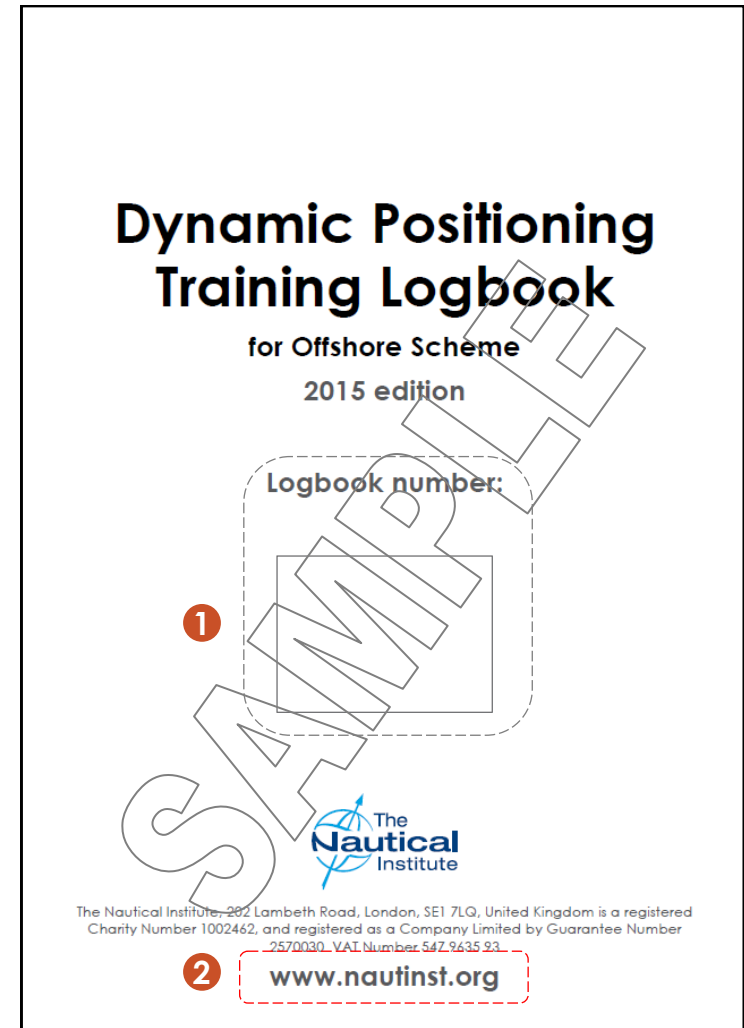 Dynamic Positioning
Training Logbook
for Offshore Scheme
2015 edition
Logbook number:
SAMPLE
1
The
Nautical
Institute
The Nautical Institute, 202 Lambeth Road, London, SE1 7LQ, United Kingdom is a registered
Charity Number 1002462, and registered as a Company Limited by Guarantee Number
2570030 VAT Number 547 9635 93
2
www.nautinst.org